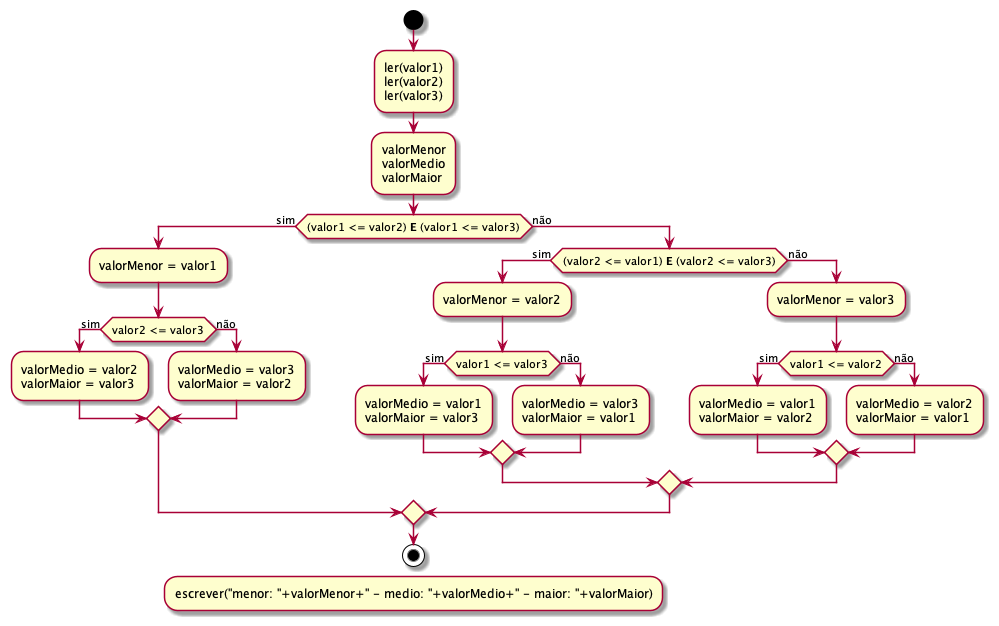 ler(valor1)
ler(valor2)
ler(valor3)
valorMenor
valorMedio
valorMaior
sim
(valor1 <= valor2) E (valor1 <= valor3)
não
valorMenor = valor1
sim
valor2 <= valor3
não
valorMedio = valor2
valorMaior = valor3
valorMedio = valor3
valorMaior = valor2
sim
(valor2 <= valor1) E (valor2 <= valor3)
não
valorMenor = valor2
sim
valor1 <= valor3
não
valorMedio = valor1
valorMaior = valor3
valorMedio = valor3
valorMaior = valor1
valorMenor = valor3
sim
valor1 <= valor2
não
valorMedio = valor1
valorMaior = valor2
valorMedio = valor2
valorMaior = valor1
escrever("menor: "+valorMenor+" - medio: "+valorMedio+" - maior: "+valorMaior)